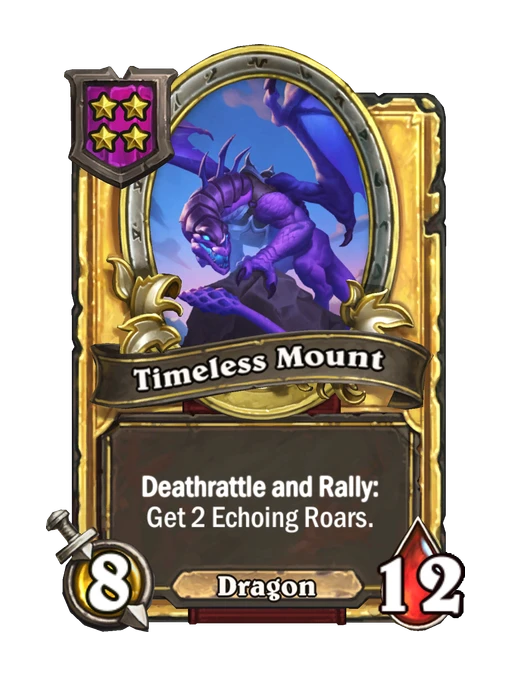 Timeless Mount
Deathrattle and Rally:
Get 2 Echoing Roars.
8
Dragon
12